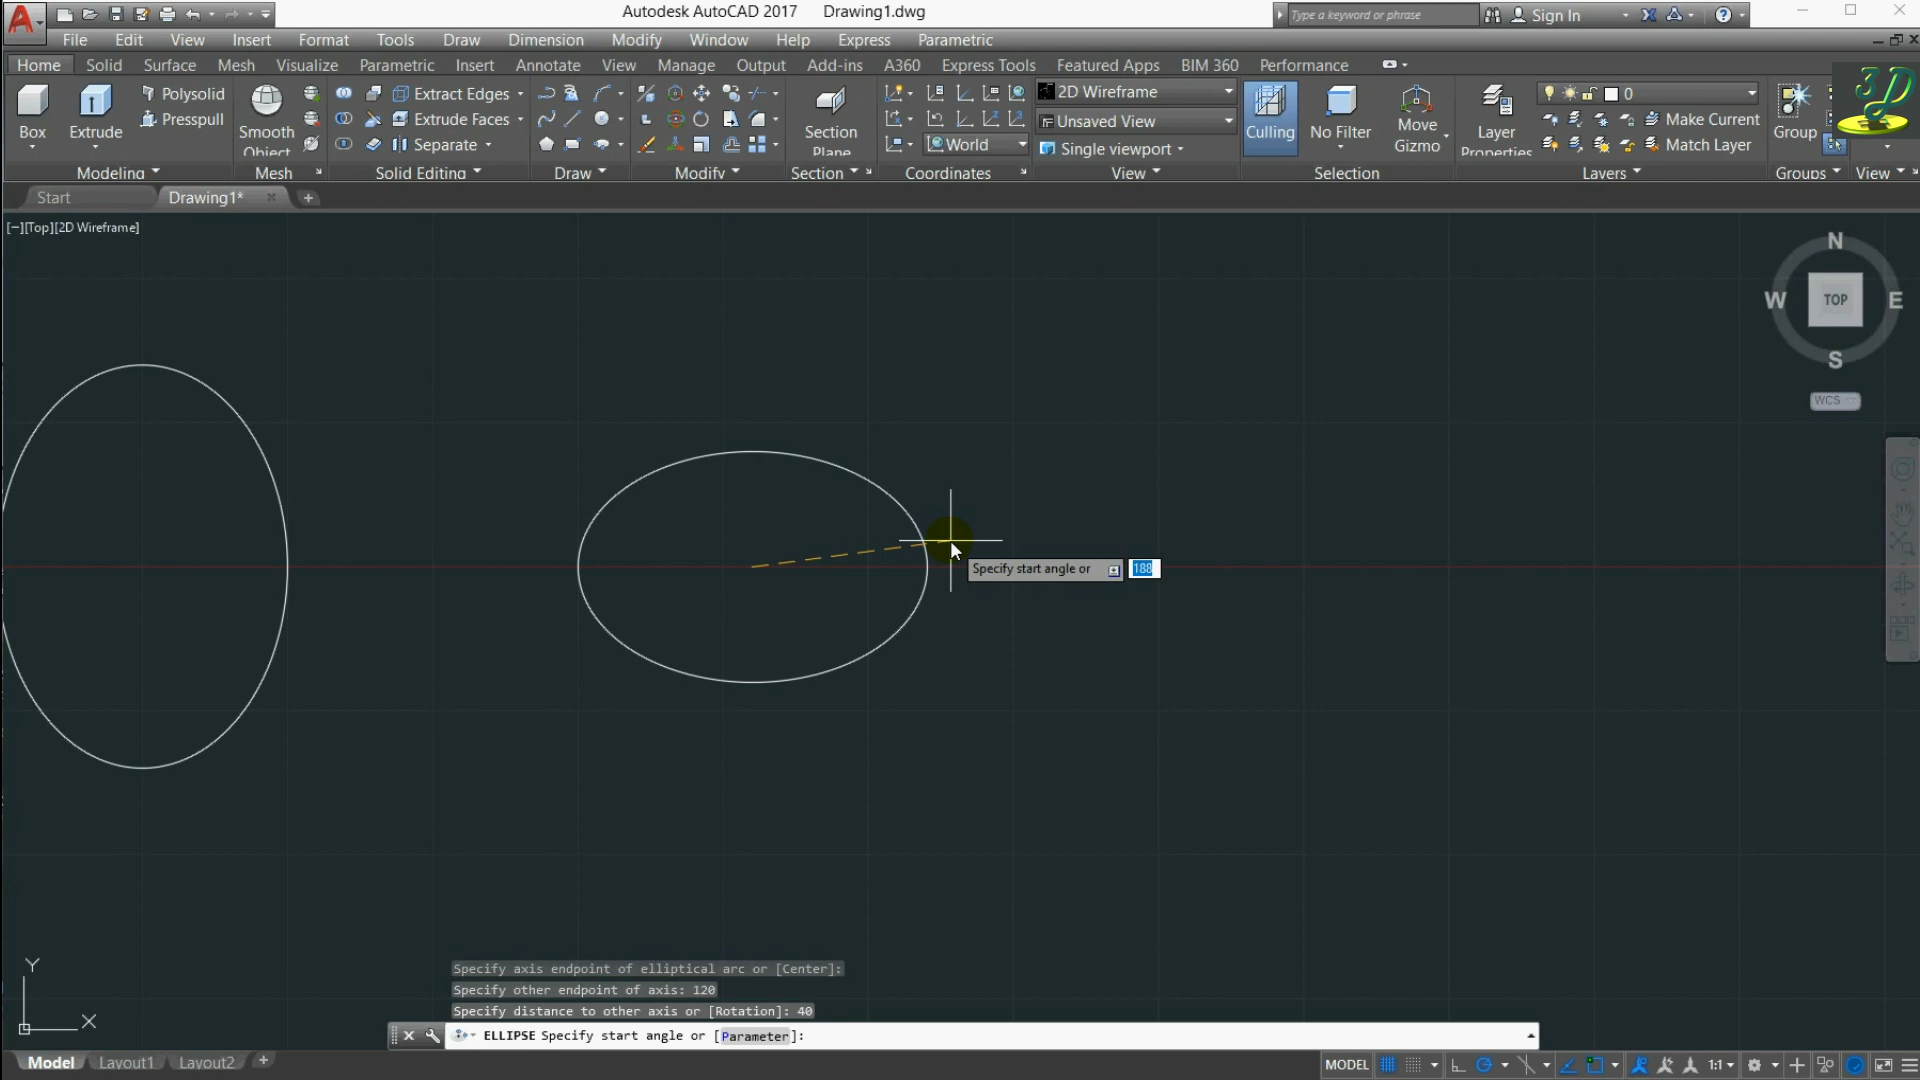 Autodesk AutoCAD 2017 Drawing1.dwg
Type a keyword or phrase
Sign In
File Edit View Insert Format Tools Draw Dimension Modify Window Help Express Parametric
Home Solid Surface Mesh Visualize Parametric Insert Annotate View Manage Output Add-ins A360 Express Tools Featured Apps BIM 360 Performance
Box
Extrude
Polysolid
Presspull
Smooth
Object
Extract Edges
Extrude Faces
Separate
Section
Plane
World
2D Wireframe
Unsaved View
Single viewport
Culling
No Filter
Move
Gizmo
Layer
Properties
0
Make Current
Match Layer
Group
3D
Modeling Mesh Solid Editing Draw Modify Section Coordinates View Selection Layers Groups View
Start Drawing1*
[−][Top][2D Wireframe]
N
W TOP E
S
WCS
Specify start angle or 188
Specify axis endpoint of elliptical arc or [Center]:
Specify other endpoint of axis: 120
Specify distance to other axis or [Rotation]: 40
ELLIPSE Specify start angle or [Parameter]:
Y
X
Model Layout1 Layout2
MODEL 1:1